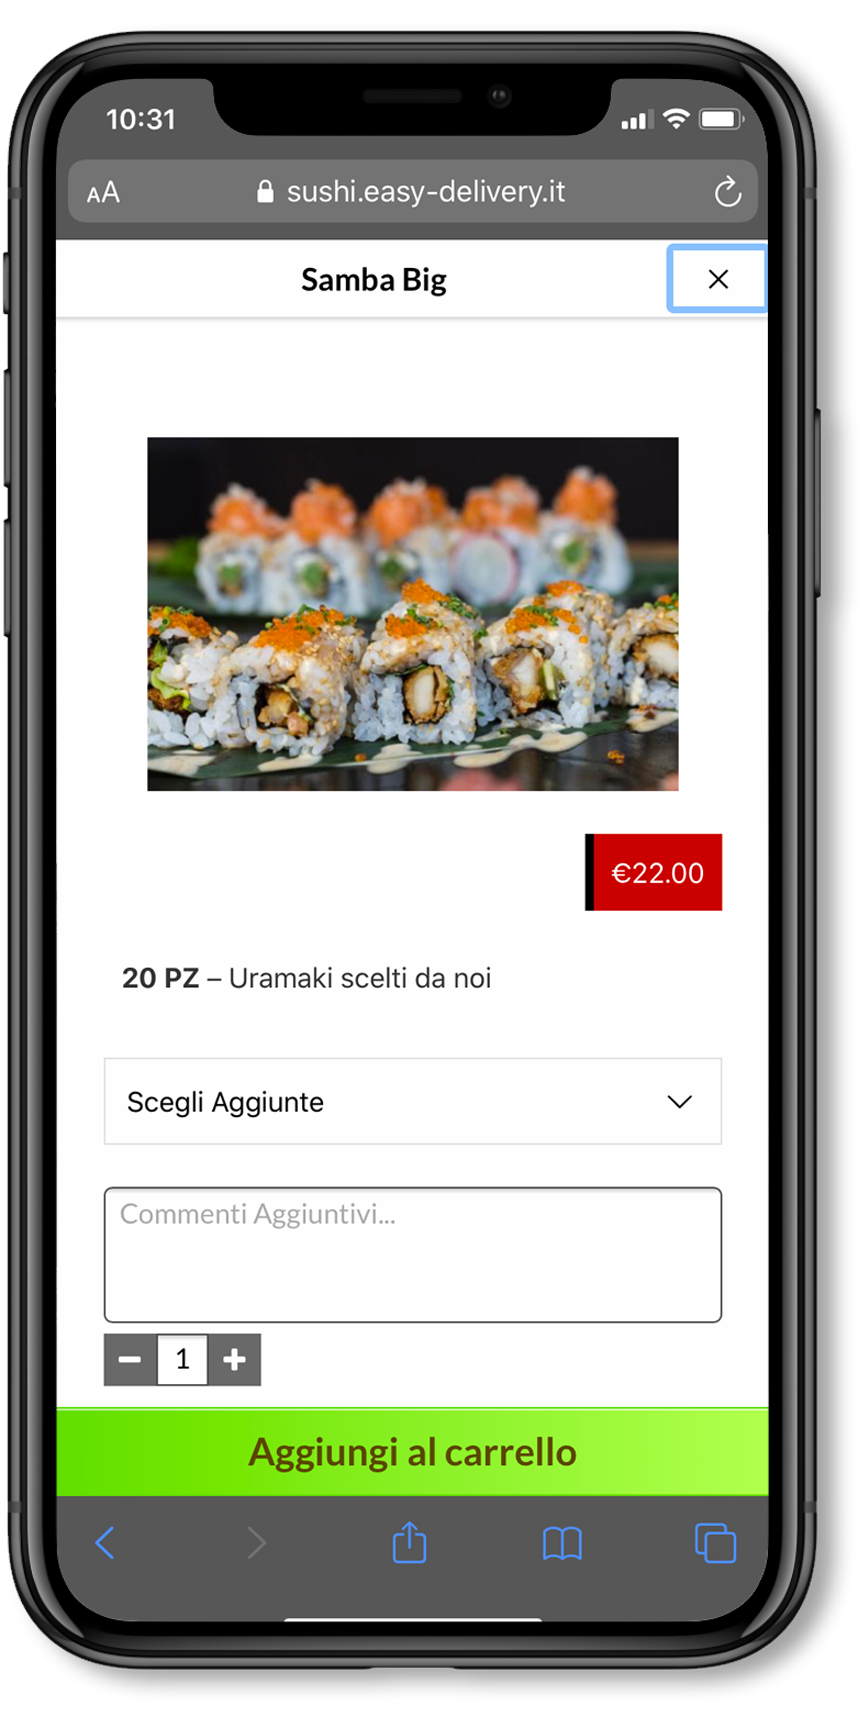 10:31
AA sushi.easy-delivery.it
Samba Big
€22.00
20 PZ – Uramaki scelti da noi
Scegli Aggiunte
Commenti Aggiuntivi...
1
Aggiungi al carrello